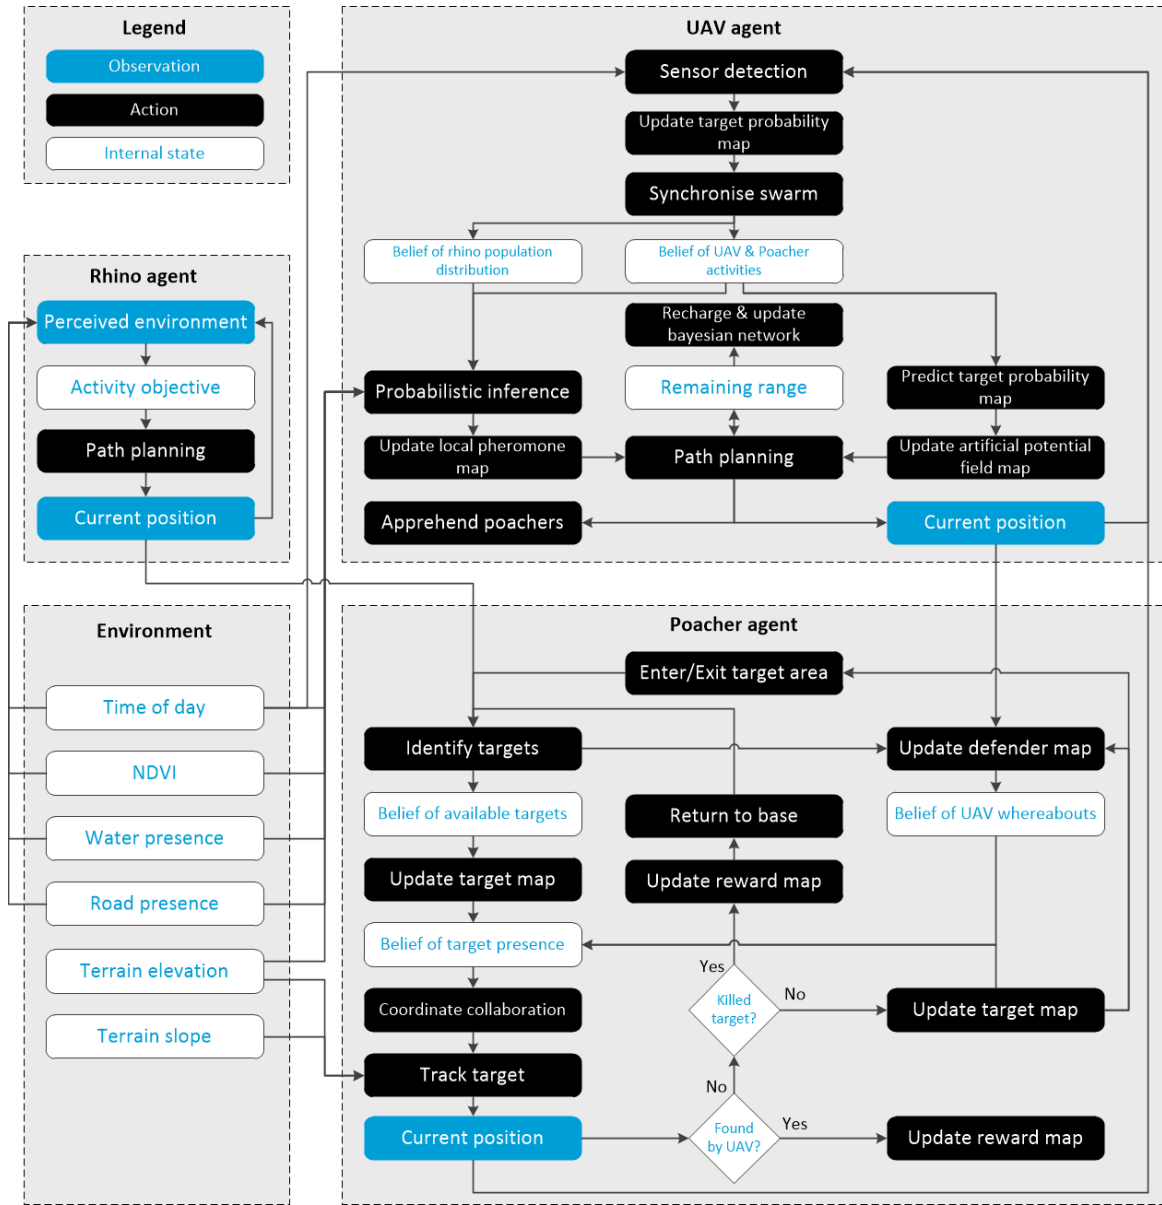 Legend
Observation
Action
Internal state
UAV agent
Sensor detection
Update target probability
map
Synchronise swarm
Belief of rhino population
distribution
Belief of UAV & Poacher
activities
Recharge & update
bayesian network
Probabilistic inference
Remaining range
Predict target probability
map
Update local pheromone
map
Path planning
Update artificial potential
field map
Apprehend poachers
Current position
Rhino agent
Perceived environment
Activity objective
Path planning
Current position
Environment
Time of day
NDVI
Water presence
Road presence
Terrain elevation
Terrain slope
Poacher agent
Enter/Exit target area
Identify targets
Update defender map
Belief of available targets
Return to base
Belief of UAV whereabouts
Update target map
Update reward map
Belief of target presence
Yes
Killed
target?
No
Coordinate collaboration
Update target map
Track target
No
Current position
Found
by UAV?
Yes
Update reward map